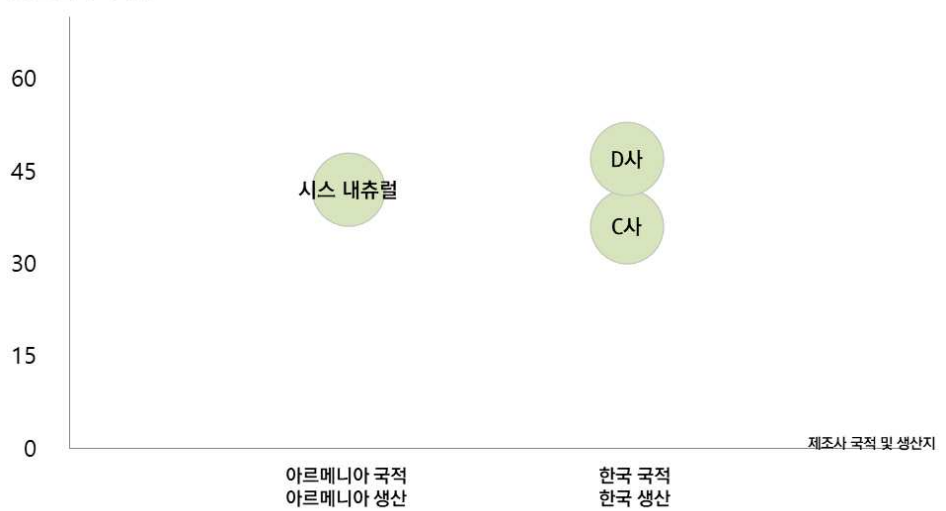 60
45
30
15
0
시스 내츄럴
D사
C사
제조사 국적 및 생산지
아르메니아 국적
아르메니아 생산
한국 국적
한국 생산